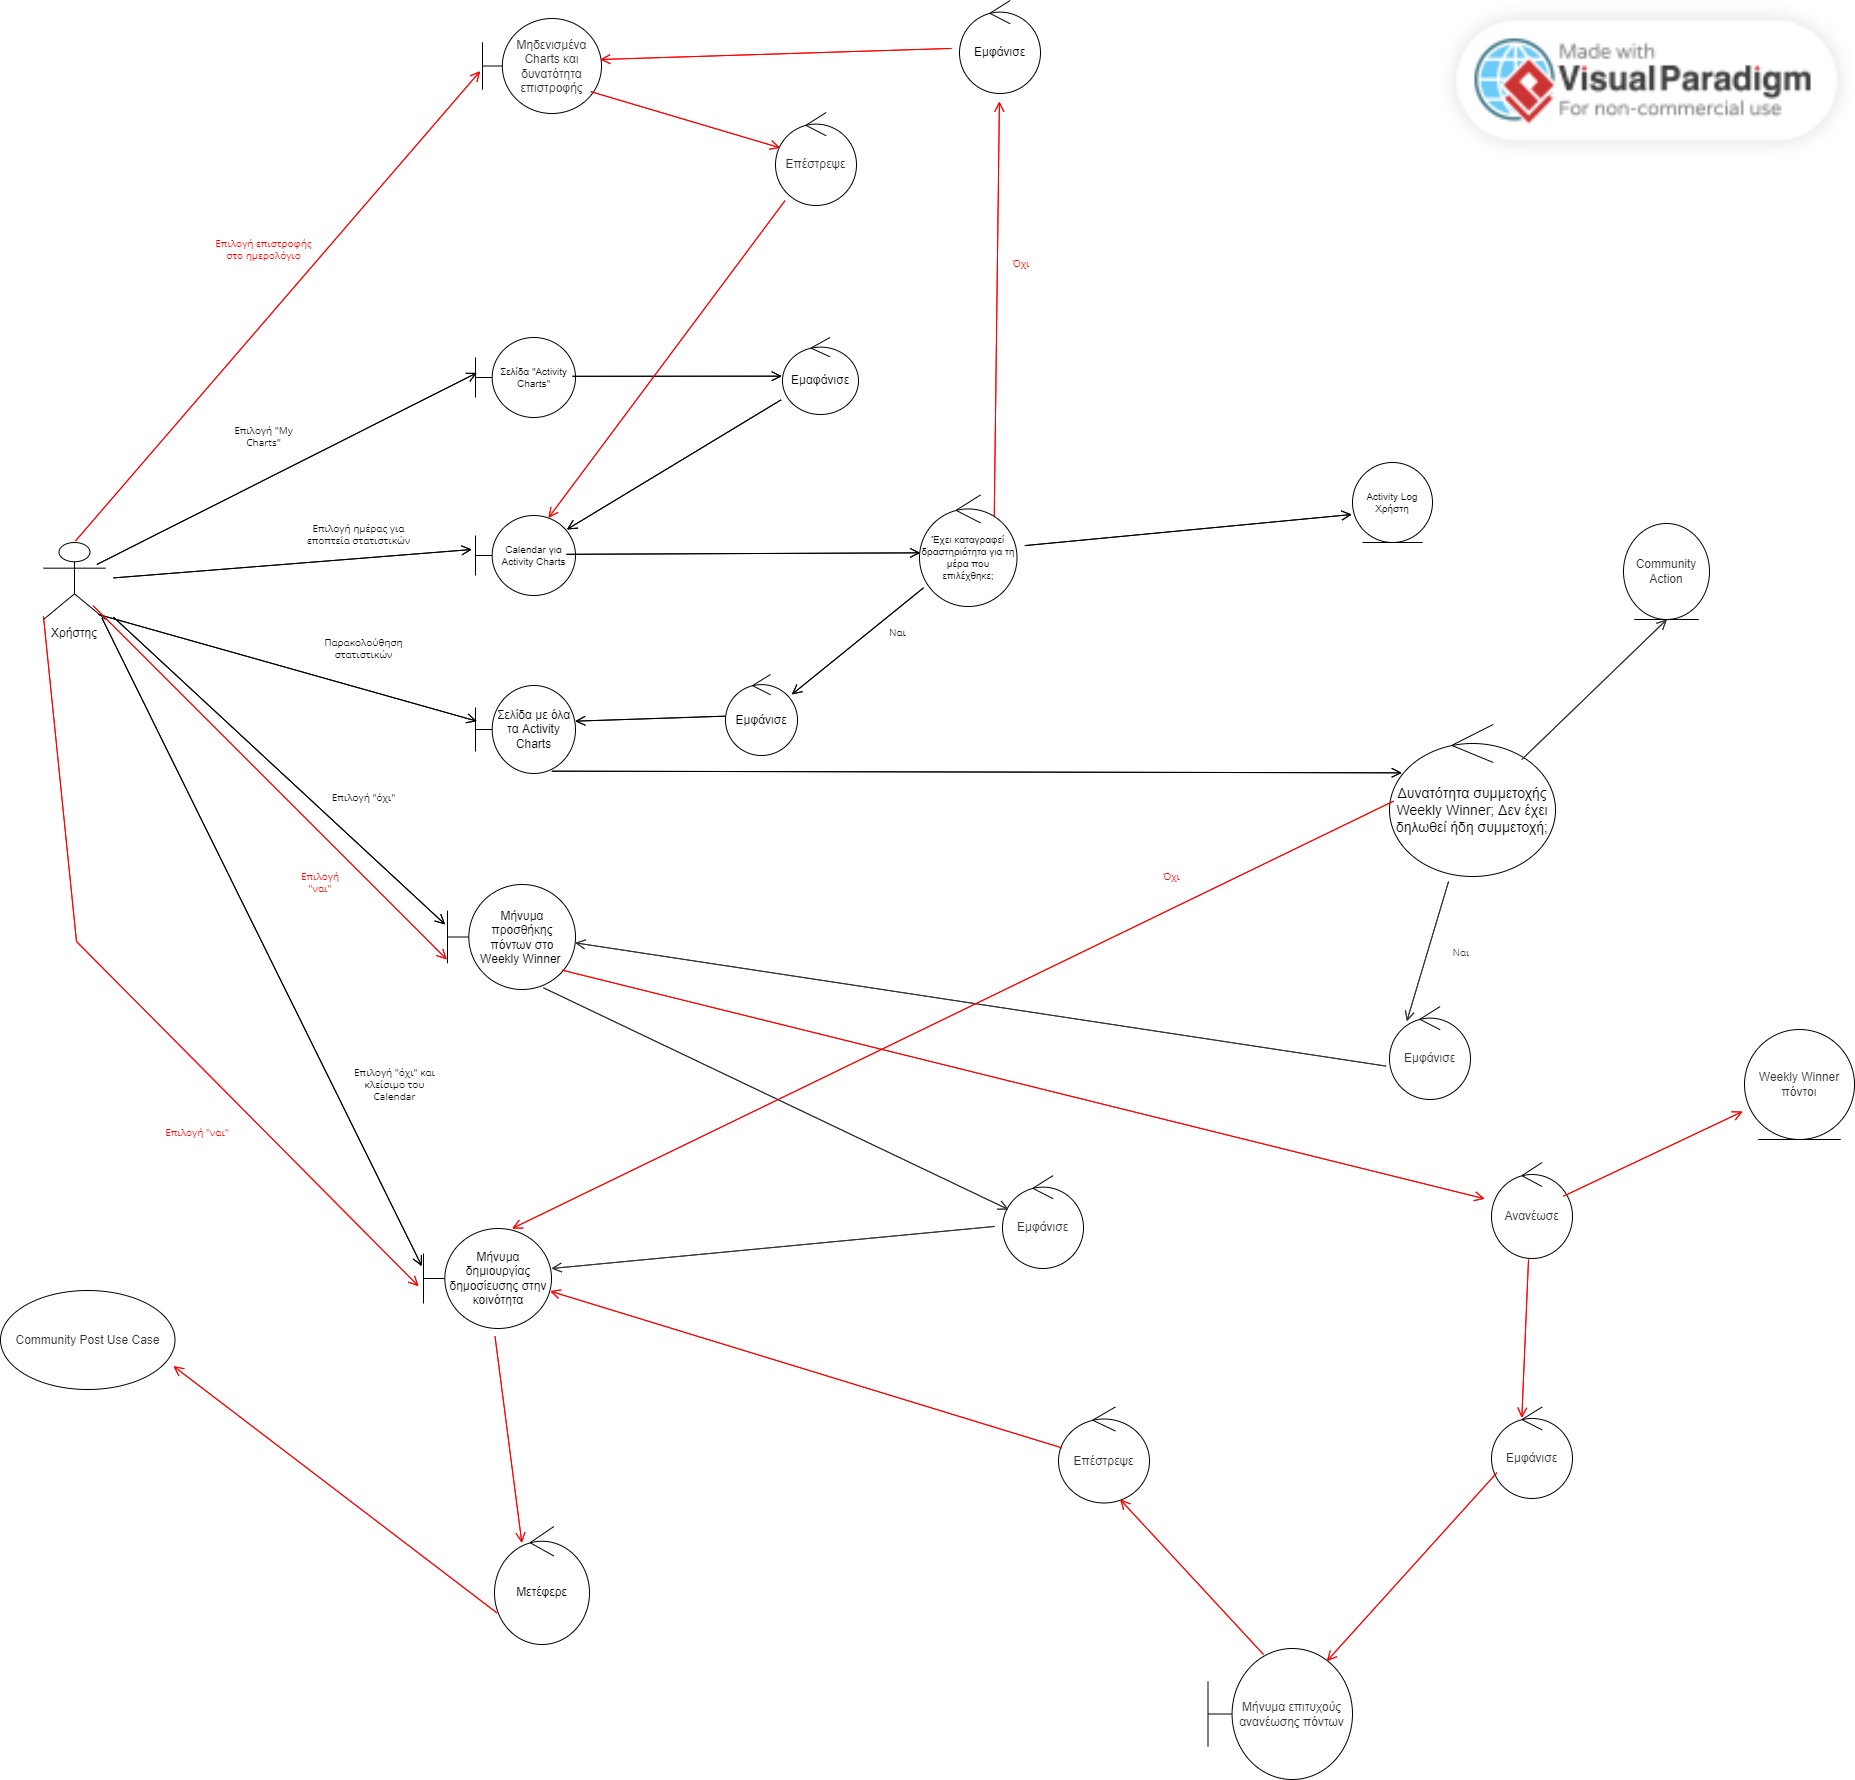 Μηδενισμένα
Charts και
δυνατότητα
επιστροφής
Εμφάνισε
Made with
Visual Paradigm
For non-commercial use
Επέστρεψε
Επιλογή επιστροφής
στο ημερολόγιο
Όχι
Σελίδα "Activity
Charts"
Εμαφάνισε
Επιλογή "My
Charts"
Activity Log
Χρήστη
Επιλογή ημέρας για
εποπτεία στατιστικών
Calendar για
Activity Charts
Έχει καταγραφεί
δραστηριότητα για τη
μέρα που
επιλέχθηκε;
Community
Action
Χρήστης
Ναι
Παρακολούθηση
στατιστικών
Σελίδα με όλα
τα Activity
Charts
Εμφάνισε
Δυνατότητα συμμετοχής
Weekly Winner; Δεν έχει
δηλωθεί ήδη συμμετοχή;
Επιλογή "όχι"
Επιλογή
"ναι"
Όχι
Μήνυμα
προσθήκης
πόντων στο
Weekly Winner
Ναι
Εμφάνισε
Επιλογή "όχι" και
κλείσιμο του
Calendar
Weekly Winner
πόντοι
Επιλογή "ναι"
Εμφάνισε
Ανανέωσε
Μήνυμα
δημιουργίας
δημοσίευσης στην
κοινότητα
Community Post Use Case
Επέστρεψε
Εμφάνισε
Μετέφερε
Μήνυμα επιτυχούς
ανανέωσης πόντων